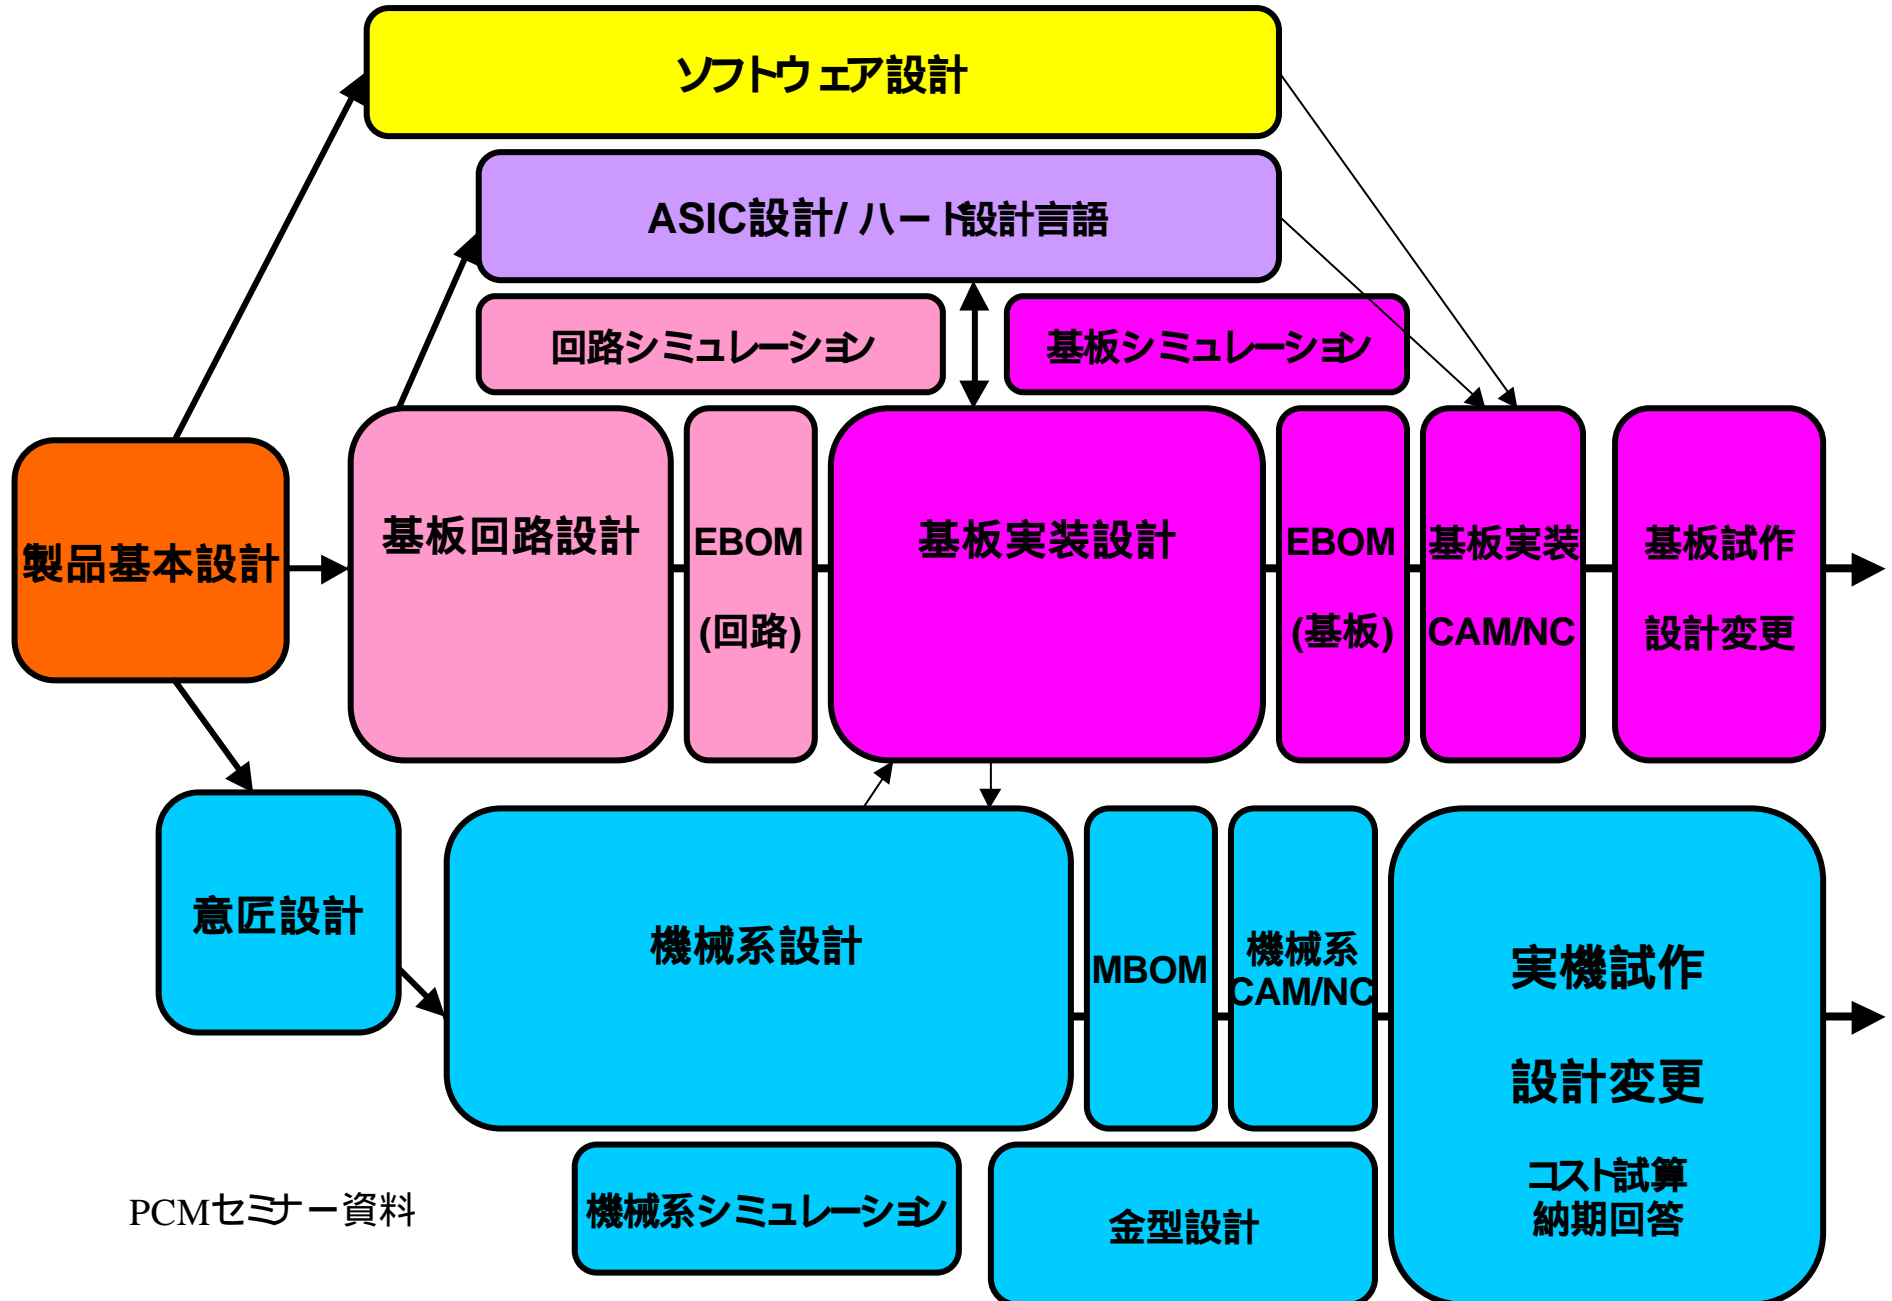 ソフトウェア設計
ASIC設計/ハード設計言語
回路シミュレーション
基板シミュレーション
製品基本設計
基板回路設計
EBOM
(回路)
基板実装設計
EBOM
(基板)
基板実装
CAM/NC
基板試作
設計変更
意匠設計
機械系設計
MBOM
機械系
CAM/NC
実機試作
設計変更
コスト試算
納期回答
機械系シミュレーション
金型設計
PCMセミナー資料